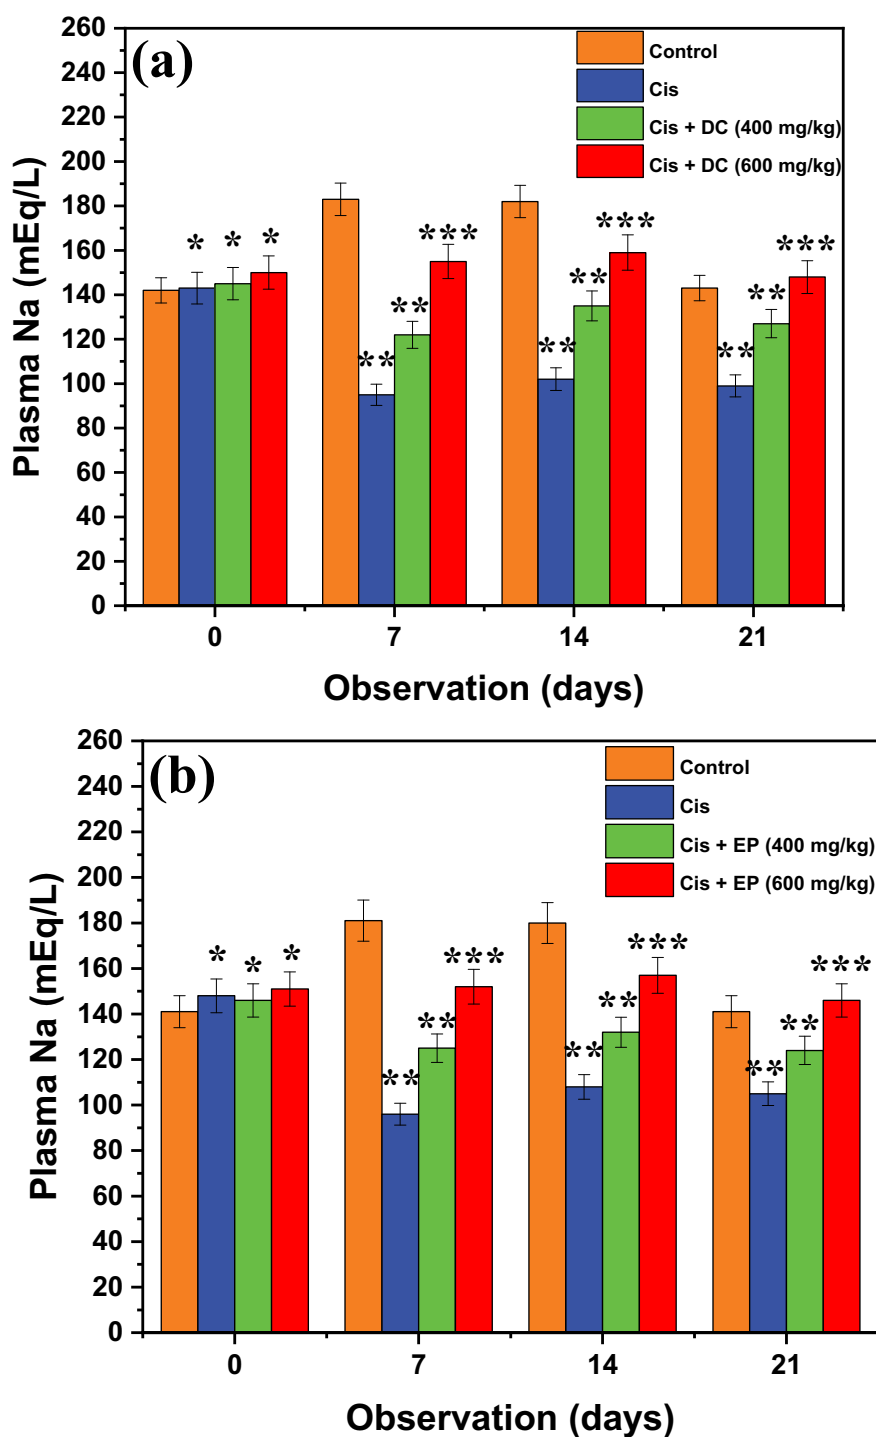 (a)
Control
Cis
Cis + DC (400 mg/kg)
Cis + DC (600 mg/kg)
Plasma Na (mEq/L)
260
240
220
200
180
160
140
120
100
80
60
40
20
0
* * *
** ** ***
** ** ***
** ** ***
0 7 14 21
Observation (days)
(b)
Control
Cis
Cis + EP (400 mg/kg)
Cis + EP (600 mg/kg)
Plasma Na (mEq/L)
260
240
220
200
180
160
140
120
100
80
60
40
20
0
* * *
** ** ***
** ** ***
** ** ***
0 7 14 21
Observation (days)